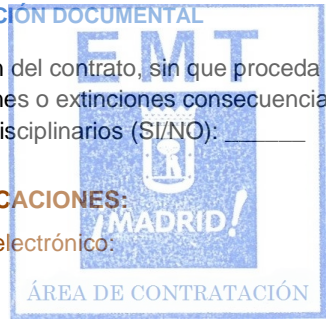 CIÓN DOCUMENTAL
EMT
del contrato, sin que proceda
nes o extinciones consecuencia
isciplinarios (SI/NO): ______
CACIONES:
¡MADRID!
electrónico:
ÁREA DE CONTRATACIÓN